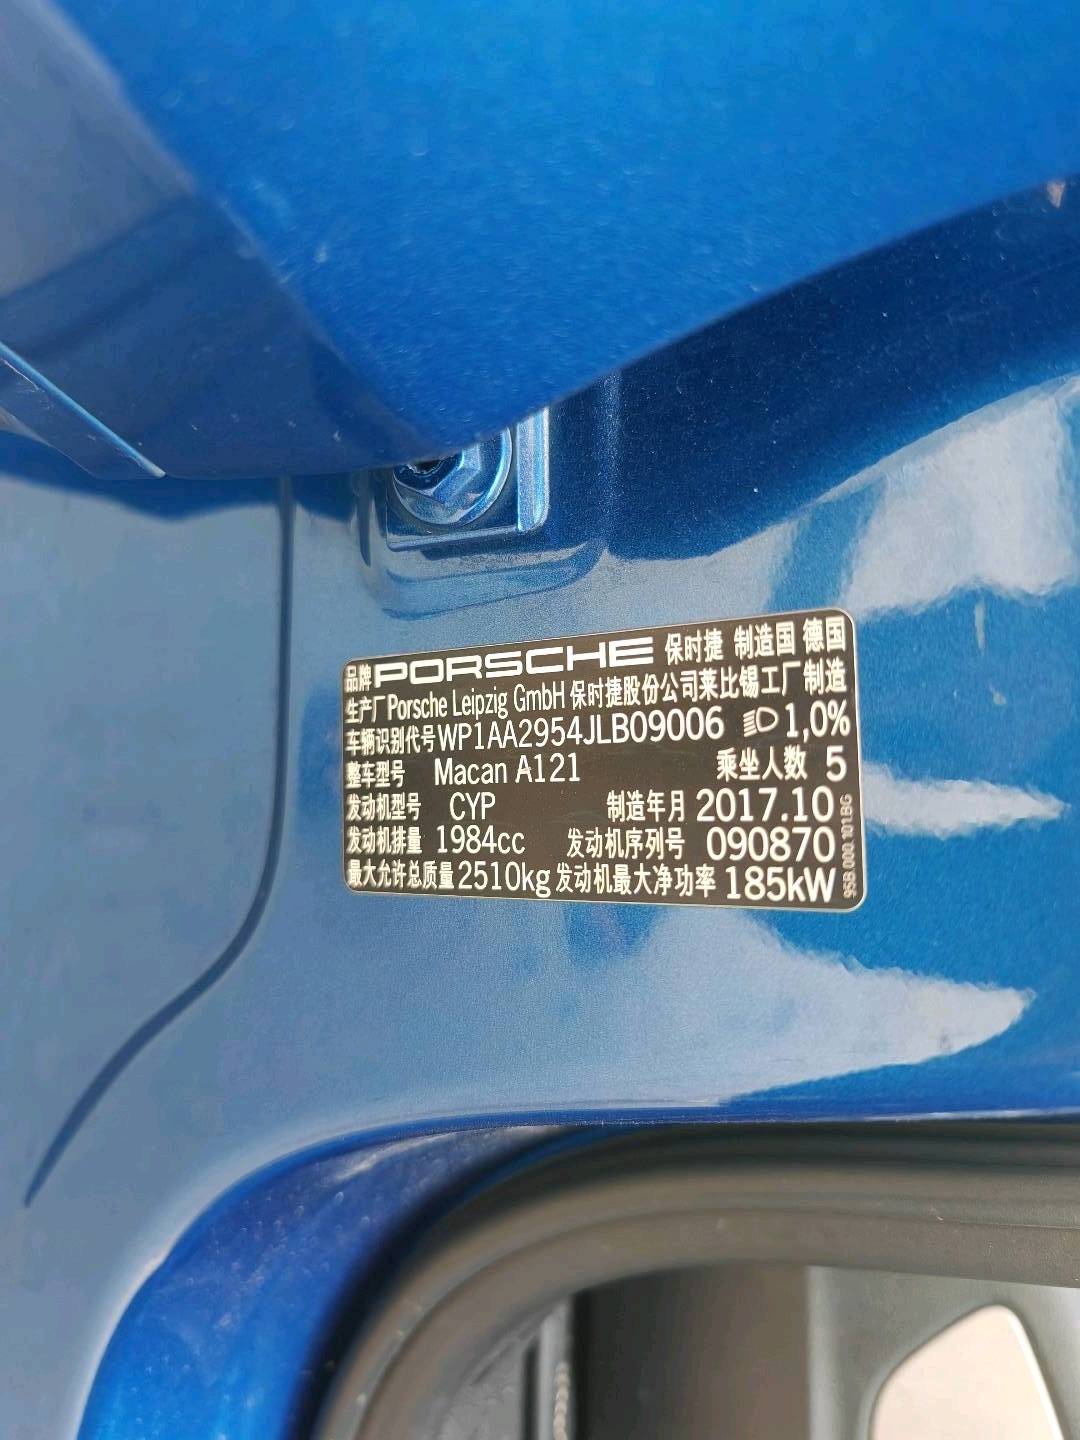 品牌 PORSCHE 保时捷 制造国 德国
生产厂 Porsche Leipzig GmbH 保时捷股份公司莱比锡工厂制造
车辆识别代号 WP1AA2954JLB09006 1,0%
整车型号 Macan A121 乘坐人数 5
发动机型号 CYP 制造年月 2017.10
发动机排量 1984cc 发动机序列号 090870
最大允许总质量 2510kg 发动机最大净功率 185kW
95B.000.101.BG